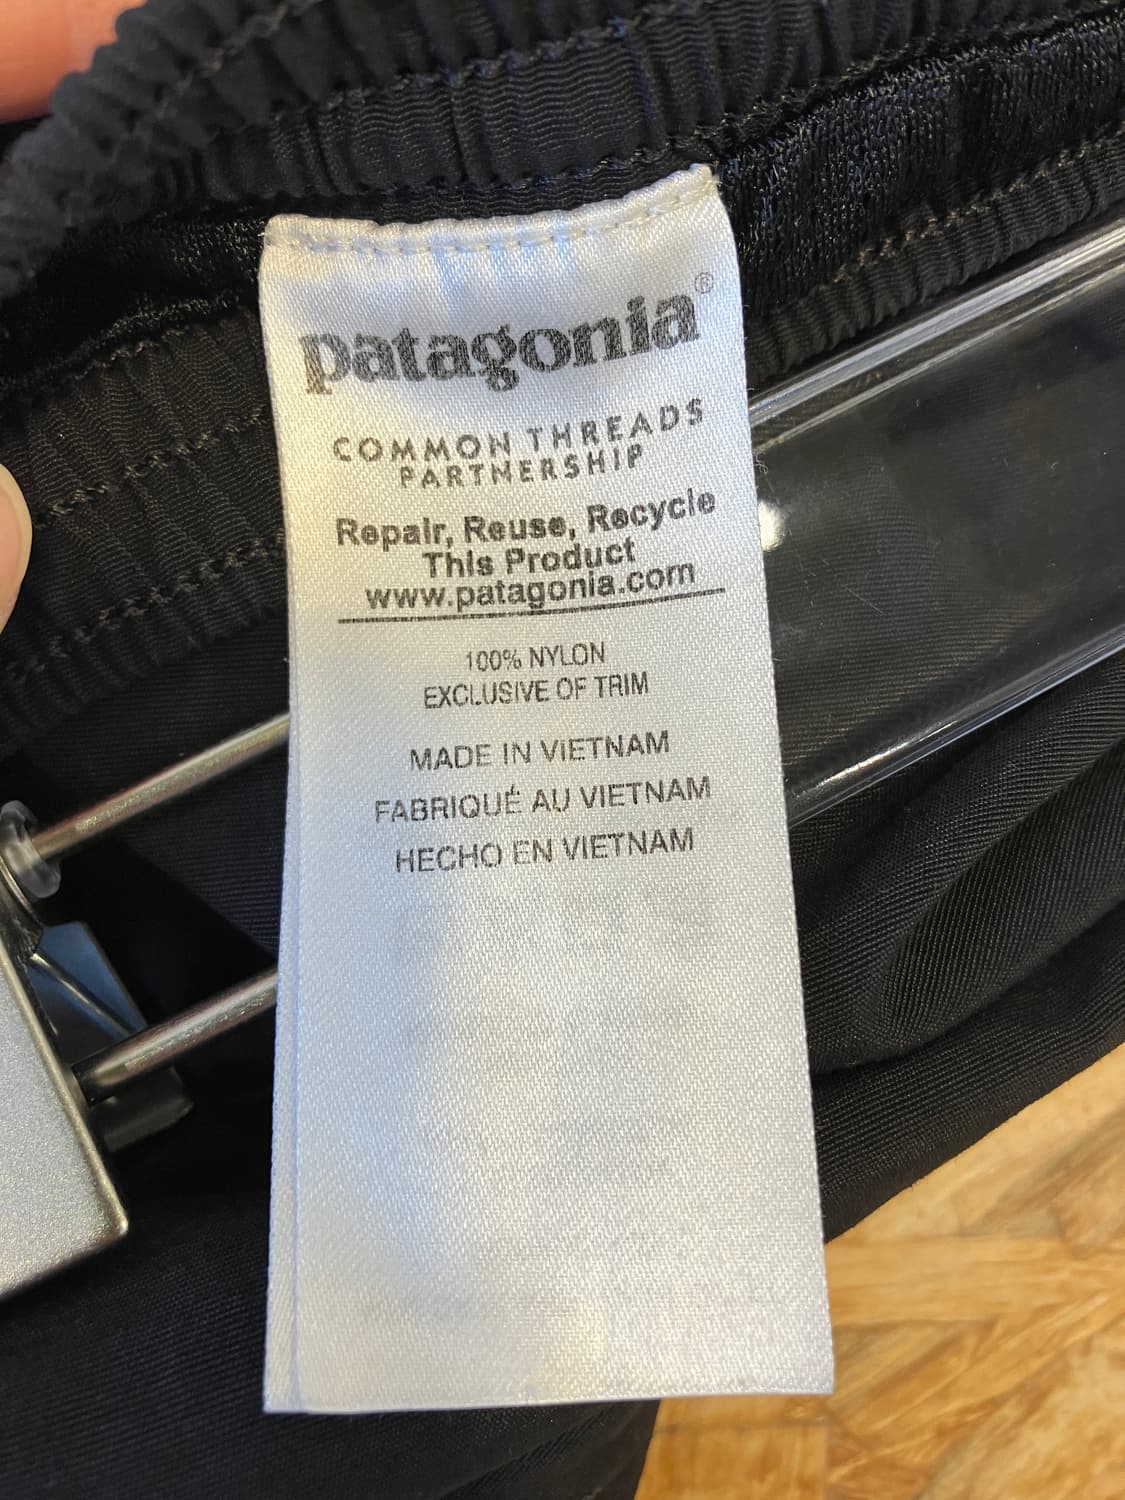 patagonia®
COMMON THREADS
PARTNERSHIP
Repair, Reuse, Recycle
This Product
www.patagonia.com
100% NYLON
EXCLUSIVE OF TRIM
MADE IN VIETNAM
FABRIQUÉ AU VIETNAM
HECHO EN VIETNAM